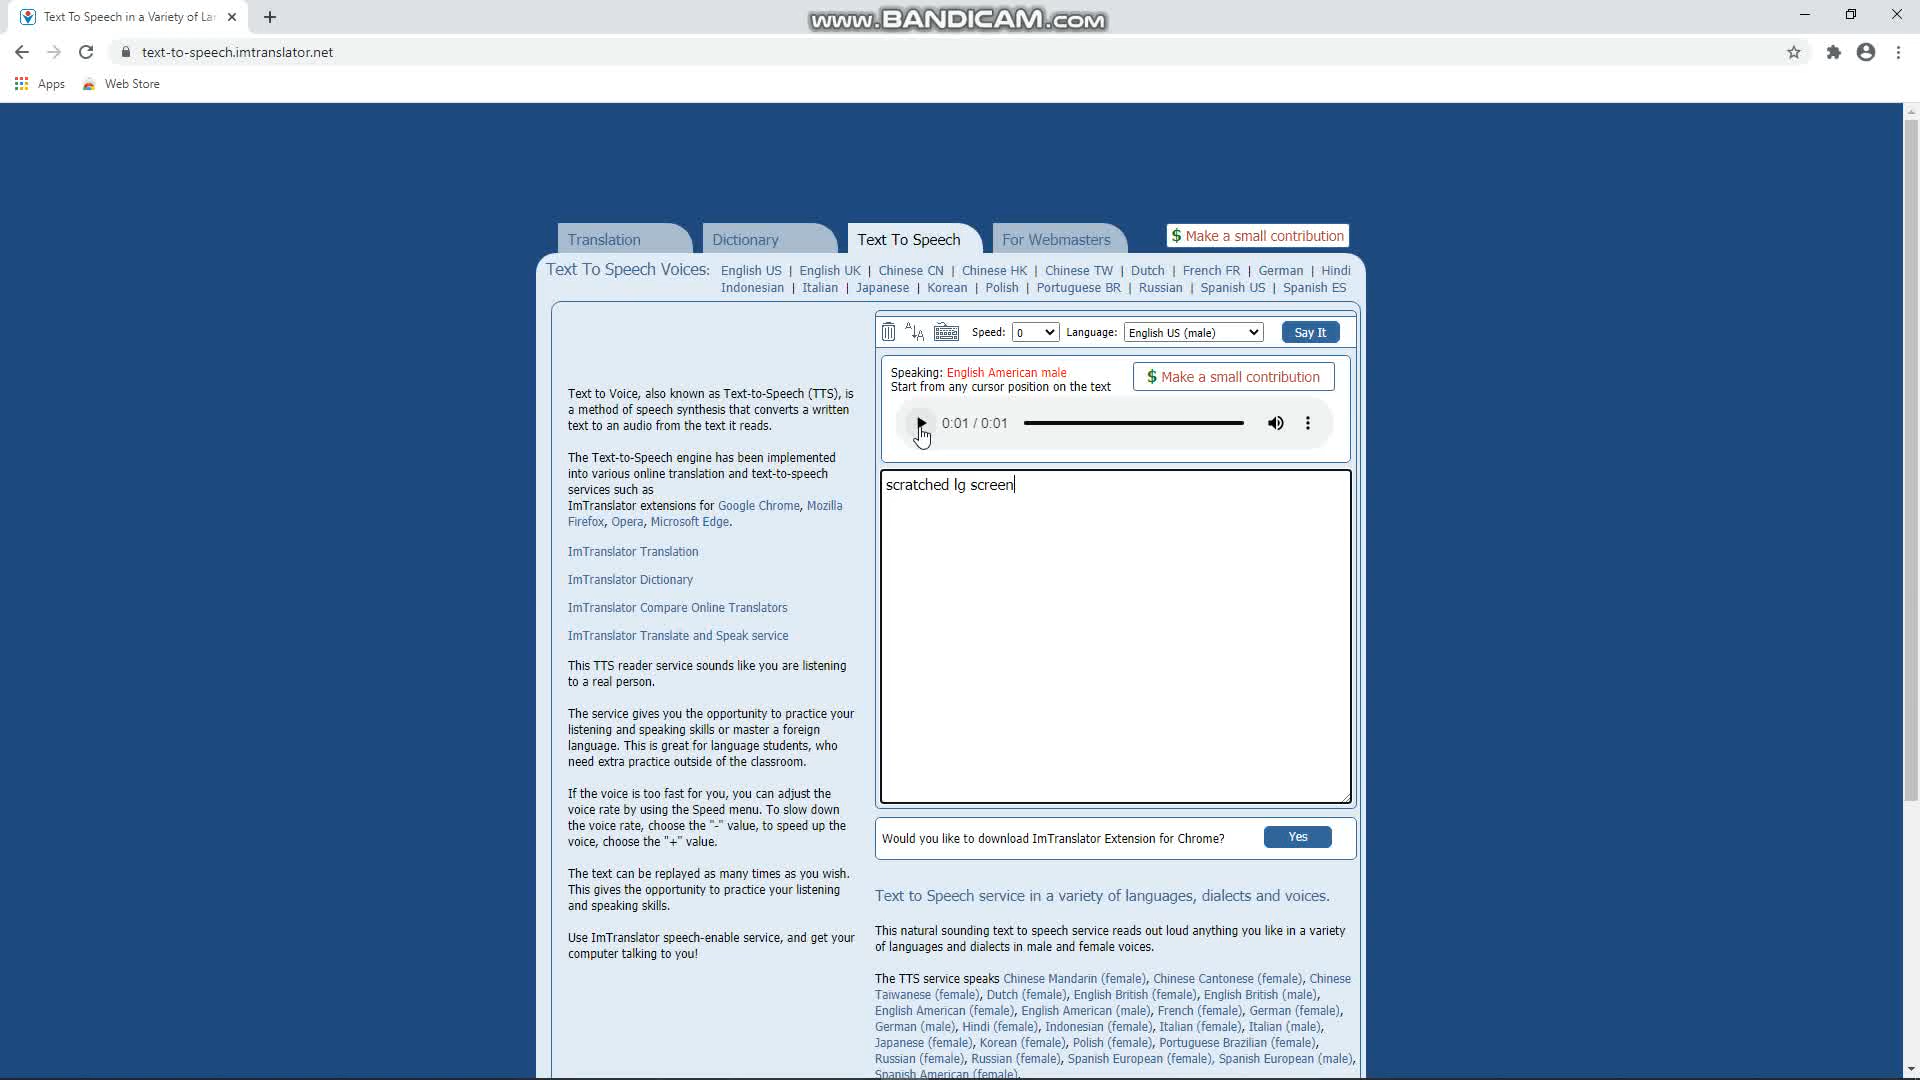 Text To Speech in a Variety of La
www.BANDICAM.com
text-to-speech.imtranslator.net
Apps
Web Store
Translation
Dictionary
Text To Speech
For Webmasters
$ Make a small contribution
Text To Speech Voices: English US | English UK | Chinese CN | Chinese HK | Chinese TW | Dutch | French FR | German | Hindi
Indonesian | Italian | Japanese | Korean | Polish | Portuguese BR | Russian | Spanish US | Spanish ES
Speed: 0 Language: English US (male) Say It
Speaking: English American male
Start from any cursor position on the text
$ Make a small contribution
0:01 / 0:01
scratched lg screen
Would you like to download ImTranslator Extension for Chrome? Yes
Text to Voice, also known as Text-to-Speech (TTS), is
a method of speech synthesis that converts a written
text to an audio from the text it reads.
The Text-to-Speech engine has been implemented
into various online translation and text-to-speech
services such as
ImTranslator extensions for Google Chrome, Mozilla
Firefox, Opera, Microsoft Edge.
ImTranslator Translation
ImTranslator Dictionary
ImTranslator Compare Online Translators
ImTranslator Translate and Speak service
This TTS reader service sounds like you are listening
to a real person.
The service gives you the opportunity to practice your
listening and speaking skills or master a foreign
language. This is great for language students, who
need extra practice outside of the classroom.
If the voice is too fast for you, you can adjust the
voice rate by using the Speed menu. To slow down
the voice rate, choose the "-" value, to speed up the
voice, choose the "+" value.
The text can be replayed as many times as you wish.
This gives the opportunity to practice your listening
and speaking skills.
Use ImTranslator speech-enable service, and get your
computer talking to you!
Text to Speech service in a variety of languages, dialects and voices.
This natural sounding text to speech service reads out loud anything you like in a variety
of languages and dialects in male and female voices.
The TTS service speaks Chinese Mandarin (female), Chinese Cantonese (female), Chinese
Taiwanese (female), Dutch (female), English British (female), English British (male),
English American (female), English American (male), French (female), German (female),
German (male), Hindi (female), Indonesian (female), Italian (female), Italian (male),
Japanese (female), Korean (female), Polish (female), Portuguese Brazilian (female),
Russian (female), Russian (male), Spanish European (female), Spanish European (male),
Spanish American (female).